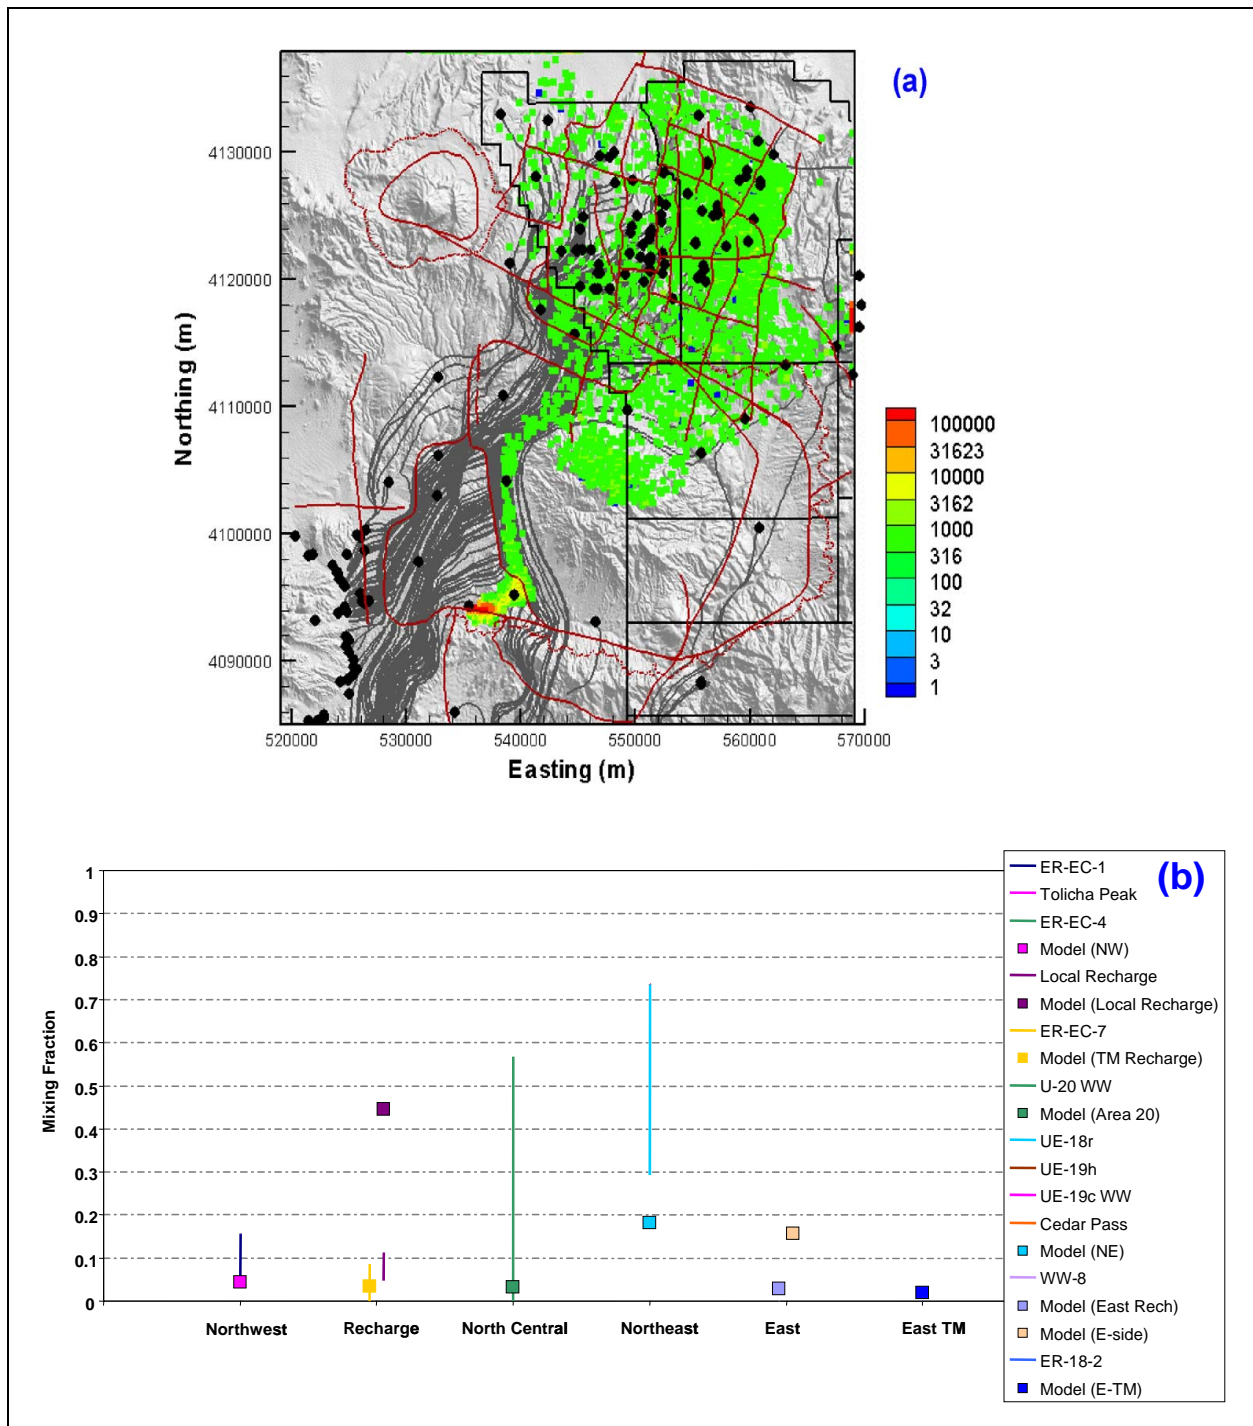 (a)
4130000
4120000
4110000
4100000
4090000
Northing (m)
520000 530000 540000 550000 560000 570000
Easting (m)
100000
31623
10000
3162
1000
316
100
32
10
3
1
(b)
1
0.9
0.8
0.7
0.6
0.5
0.4
0.3
0.2
0.1
0
Mixing Fraction
Northwest Recharge North Central Northeast East East TM
ER-EC-1
Tolicha Peak
ER-EC-4
Model (NW)
Local Recharge
Model (Local Recharge)
ER-EC-7
Model (TM Recharge)
U-20 WW
Model (Area 20)
UE-18r
UE-19h
UE-19c WW
Cedar Pass
Model (NE)
WW-8
Model (East Rech)
Model (E-side)
ER-18-2
Model (E-TM)